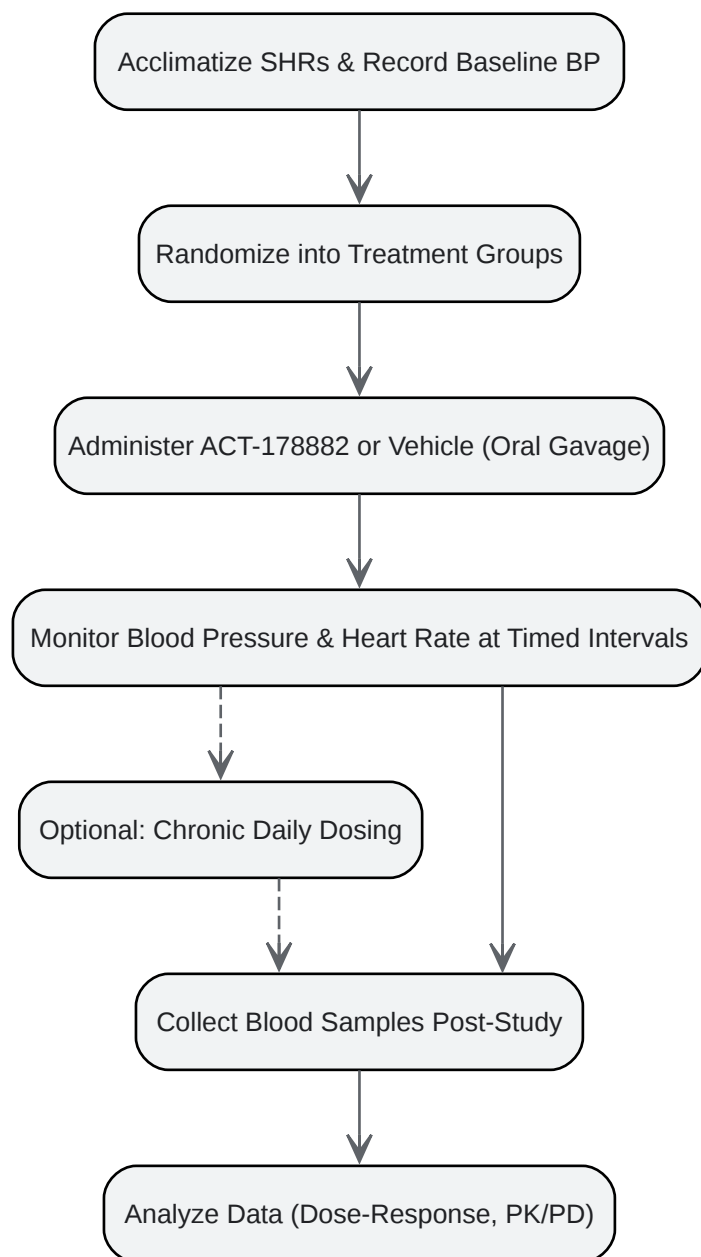 Acclimatize SHRs & Record Baseline BP
Randomize into Treatment Groups
Administer ACT-178882 or Vehicle (Oral Gavage)
Monitor Blood Pressure & Heart Rate at Timed Intervals
Optional: Chronic Daily Dosing
Collect Blood Samples Post-Study
Analyze Data (Dose-Response, PK/PD)